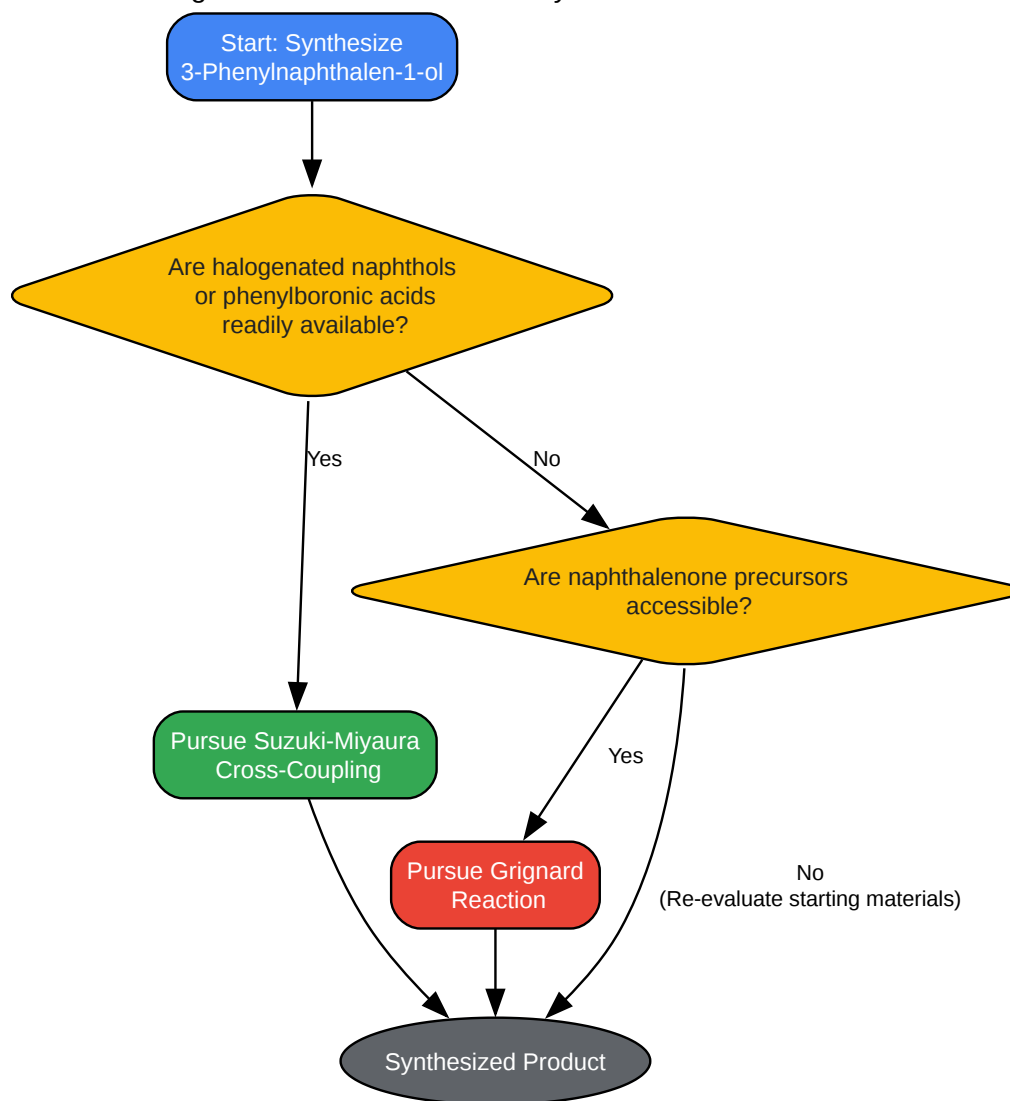 Start: Synthesize
3-Phenylnaphthalen-1-ol
Are halogenated naphthols
or phenylboronic acids
readily available?
Yes
No
Are naphthalenone precursors
accessible?
Pursue Suzuki-Miyaura
Cross-Coupling
Yes
Pursue Grignard
Reaction
No
(Re-evaluate starting materials)
Synthesized Product